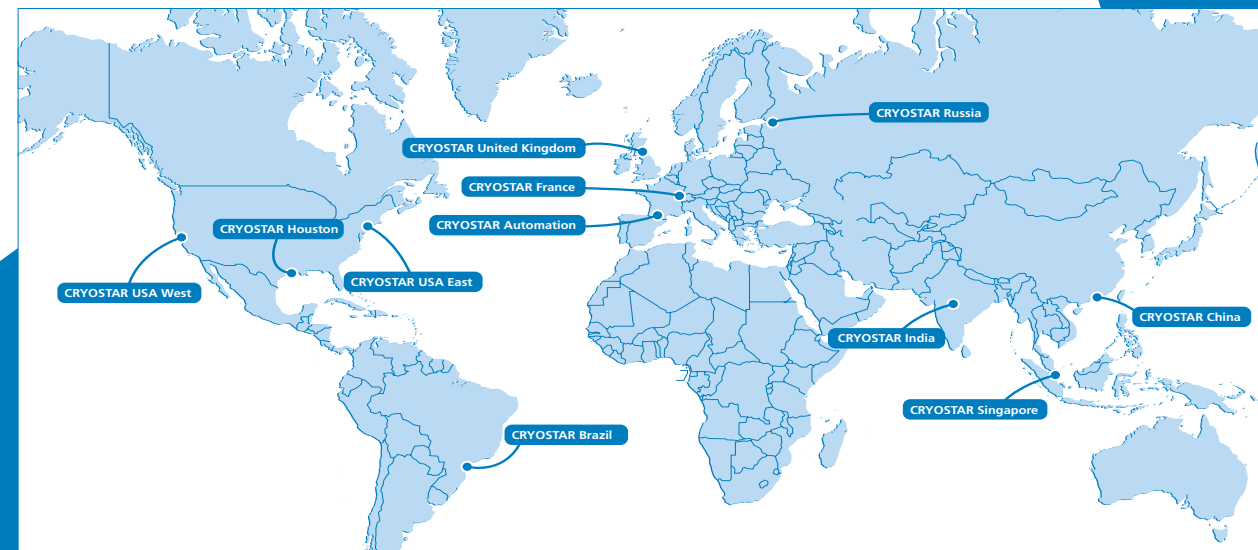 CRYOSTAR Russia
CRYOSTAR United Kingdom
CRYOSTAR France
CRYOSTAR Automation
CRYOSTAR Houston
CRYOSTAR USA East
CRYOSTAR USA West
CRYOSTAR China
CRYOSTAR India
CRYOSTAR Singapore
CRYOSTAR Brazil